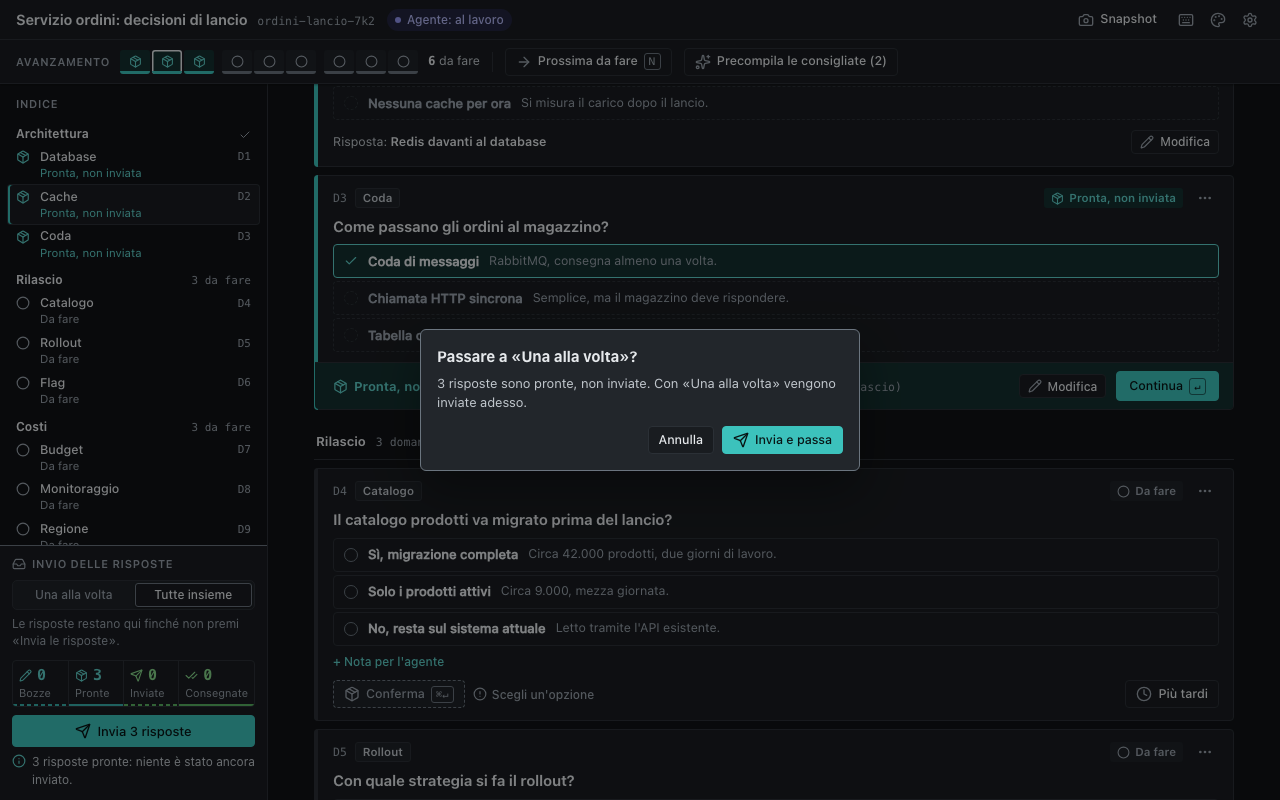 Servizio ordini: decisioni di lancio ordini-lancio-7k2 Agente: al lavoro Snapshot
AVANZAMENTO 6 da fare Prossima da fare N Precompila le consigliate (2)
INDICE
Architettura
Database D1
Pronta, non inviata
Cache D2
Pronta, non inviata
Coda D3
Pronta, non inviata
Rilascio 3 da fare
Catalogo D4
Da fare
Rollout D5
Da fare
Flag D6
Da fare
Costi 3 da fare
Budget D7
Da fare
Monitoraggio D8
Da fare
Regione D9
Da fare
INVIO DELLE RISPOSTE
Una alla volta Tutte insieme
Le risposte restano qui finché non premi
«Invia le risposte».
0 3 0 0
Bozze Pronte Inviate Consegnate
Invia 3 risposte
3 risposte pronte: niente è stato ancora
inviato.
Nessuna cache per ora Si misura il carico dopo il lancio.
Risposta: Redis davanti al database Modifica
D3 Coda Pronta, non inviata
Come passano gli ordini al magazzino?
Coda di messaggi RabbitMQ, consegna almeno una volta.
Chiamata HTTP sincrona Semplice, ma il magazzino deve rispondere.
Tabella
Pronta, Modifica Continua
Passare a «Una alla volta»?
3 risposte sono pronte, non inviate. Con «Una alla volta» vengono
inviate adesso.
Annulla Invia e passa
Rilascio 3
D4 Catalogo Da fare
Il catalogo prodotti va migrato prima del lancio?
Sì, migrazione completa Circa 42.000 prodotti, due giorni di lavoro.
Solo i prodotti attivi Circa 9.000, mezza giornata.
No, resta sul sistema attuale Letto tramite l'API esistente.
+ Nota per l'agente
Conferma ⌘↵ Scegli un'opzione Più tardi
D5 Rollout Da fare
Con quale strategia si fa il rollout?